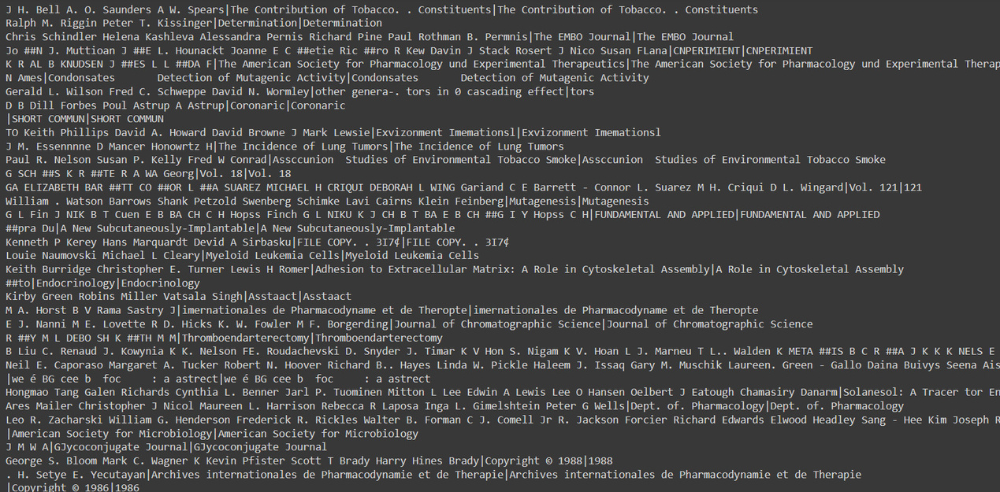 J H. Bell A. O. Saunders A W. Spears|The Contribution of Tobacco. . Constituents|The Contribution of Tobacco. . Constituents
Ralph M. Riggin Peter T. Kissinger|Determination|Determination
Chris Schindler Helena Kashleva Alessandra Pernis Richard Pine Paul Rothman B. Permnis|The EMBO Journal|The EMBO Journal
Jo ##N J. Muttioan J ##E L. Hounackt Joanne E C ##etie Ric ##ro R Kew Davin J Stack Rosert J Nico Susan FLana|CNPERIMIENT|CNPERIMIENT
K R AL B KNUDSEN J ##ES L L ##DA F|The American Society for Pharmacology und Experimental Therapeutics|The American Society for Pharmacology und Experimental Therap
N Ames|Condonsates      Detection of Mutagenic Activity|Condonsates      Detection of Mutagenic Activity
Gerald L. Wilson Fred C. Schweppe David N. Wormley|other genera-. tors in 0 cascading effect|tors
D B Dill Forbes Poul Astrup A Astrup|Coronaric|Coronaric
|SHORT COMMUN|SHORT COMMUN
TO Keith Phillips David A. Howard David Browne J Mark Lewsie|Exvizonment Imemationsl|Exvizonment Imemationsl
J M. Essennnne D Mancer Honowrtz H|The Incidence of Lung Tumors|The Incidence of Lung Tumors
Paul R. Nelson Susan P. Kelly Fred W Conrad|Assccunion  Studies of Environmental Tobacco Smoke|Assccunion  Studies of Environmental Tobacco Smoke
G SCH ##S K R ##TE R A WA Georg|Vol. 18|Vol. 18
GA ELIZABETH BAR ##TT CO ##OR L ##A SUAREZ MICHAEL H CRIQUI DEBORAH L WING Gariand C E Barrett - Connor L. Suarez M H. Criqui D L. Wingard|Vol. 121|121
William . Watson Barrows Shank Petzold Swenberg Schimke Lavi Cairns Klein Feinberg|Mutagenesis|Mutagenesis
G L Fin J NIK B T Cuen E B BA CH C H Hopss Finch G L NIKU K J CH B T BA E B CH ##G I Y Hopss C H|FUNDAMENTAL AND APPLIED|FUNDAMENTAL AND APPLIED
##pra Du|A New Subcutaneously-Implantable|A New Subcutaneously-Implantable
Kenneth P Kerey Hans Marquardt Devid A Sirbasku|FILE COPY. . 3I7¢|FILE COPY. . 3I7¢
Louie Naumovski Michael L Cleary|Myeloid Leukemia Cells|Myeloid Leukemia Cells
Keith Burridge Christopher E. Turner Lewis H Romer|Adhesion to Extracellular Matrix: A Role in Cytoskeletal Assembly|A Role in Cytoskeletal Assembly
##to|Endocrinology|Endocrinology
Kirby Green Robins Miller Vatsala Singh|Asstaact|Asstaact
M A. Horst B V Rama Sastry J|imernationales de Pharmacodyname et de Theropte|imernationales de Pharmacodyname et de Theropte
E J. Nanni M E. Lovette R D. Hicks K. W. Fowler M F. Borgerding|Journal of Chromatographic Science|Journal of Chromatographic Science
R ##Y M L DEBO SH K ##TH M M|Thromboendarterectomy|Thromboendarterectomy
B Liu C. Renaud J. Kowynia K K. Nelson FE. Roudachevski D. Snyder J. Timar K V Hon S. Nigam K V. Hoan L J. Marneu T L.. Walden K META ##IS B C R ##A J K K K NELS E
Neil E. Caporaso Margaret A. Tucker Robert N. Hoover Richard B.. Hayes Linda W. Pickle Haleem J. Issaq Gary M. Muschik Laureen. Green - Gallo Daina Buivys Seena Ais
|we é BG cee b  foc     : a astrect|we é BG cee b  foc     : a astrect
Hongmao Tang Galen Richards Cynthia L. Benner Jarl P. Tuominen Mitton L Lee Edwin A Lewis Lee O Hansen Oelbert J Eatough Chamasiry Danarm|Solanesol: A Tracer tor En
Ares Mailer Christopher J Nicol Maureen L. Harrison Rebecca R Laposa Inga L. Gimelshtein Peter G Wells|Dept. of. Pharmacology|Dept. of. Pharmacology
Leo R. Zacharski William G. Henderson Frederick R. Rickles Walter B. Forman C J. Comell Jr R. Jackson Forcier Richard Edwards Elwood Headley Sang - Hee Kim Joseph R
|American Society for Microbiology|American Society for Microbiology
J M W A|GJycoconjugate Journal|GJycoconjugate Journal
George S. Bloom Mark C. Wagner K Kevin Pfister Scott T Brady Harry Hines Brady|Copyright © 1988|1988
. H. Setye E. Yecutayan|Archives internationales de Pharmacodynamie et de Therapie|Archives internationales de Pharmacodynamie et de Therapie
|Copyright © 1986|1986